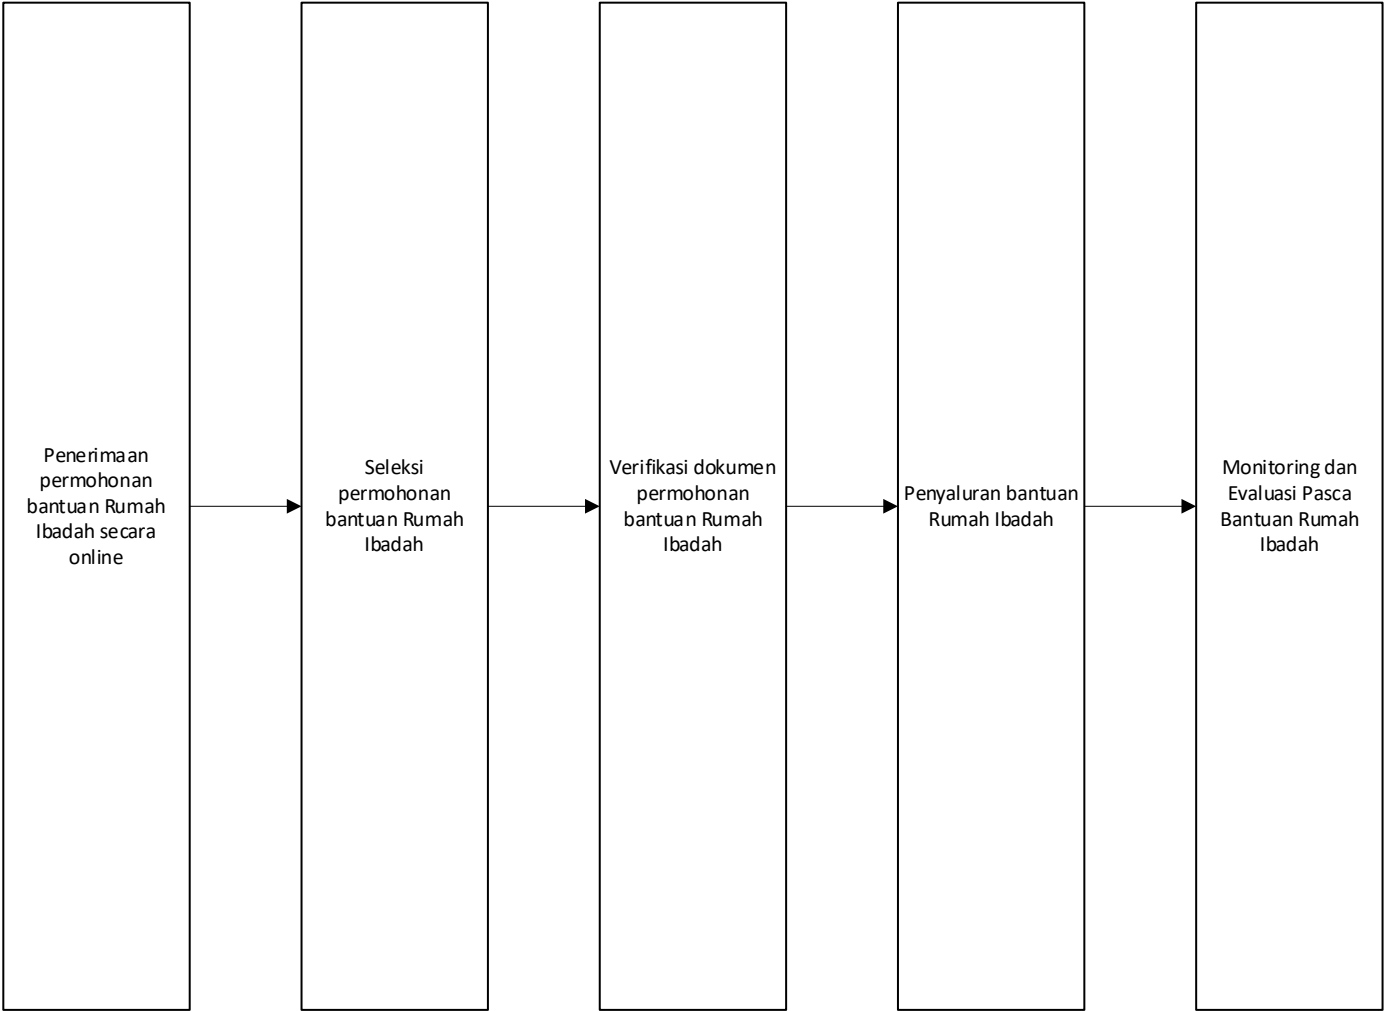 Penerimaan
permohonan
bantuan Rumah
Ibadah secara
online
Seleksi
permohonan
bantuan Rumah
Ibadah
Verifikasi dokumen
permohonan
bantuan Rumah
Ibadah
Penyaluran bantuan
Rumah Ibadah
Monitoring dan
Evaluasi Pasca
Bantuan Rumah
Ibadah